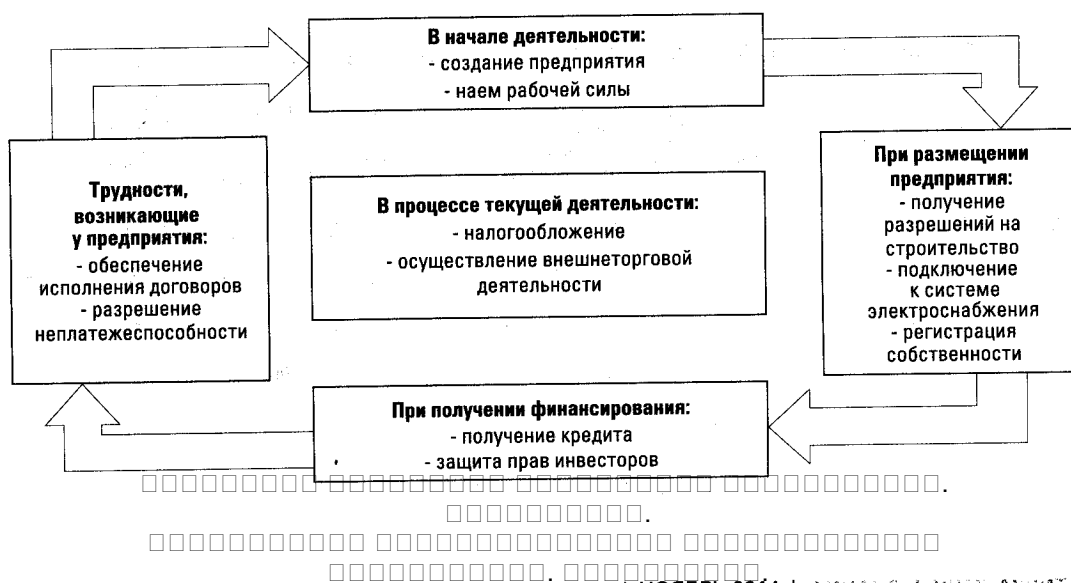 В начале деятельности:
- создание предприятия
- наем рабочей силы
При размещении
предприятия:
- получение
разрешений на
строительство
- подключение
к системе
электроснабжения
- регистрация
собственности
Трудности,
возникающие
у предприятия:
- обеспечение
исполнения договоров
- разрешение
неплатежеспособности
В процессе текущей деятельности:
- налогообложение
- осуществление внешнеторговой
деятельности
При получении финансирования:
- получение кредита
- защита прав инвесторов